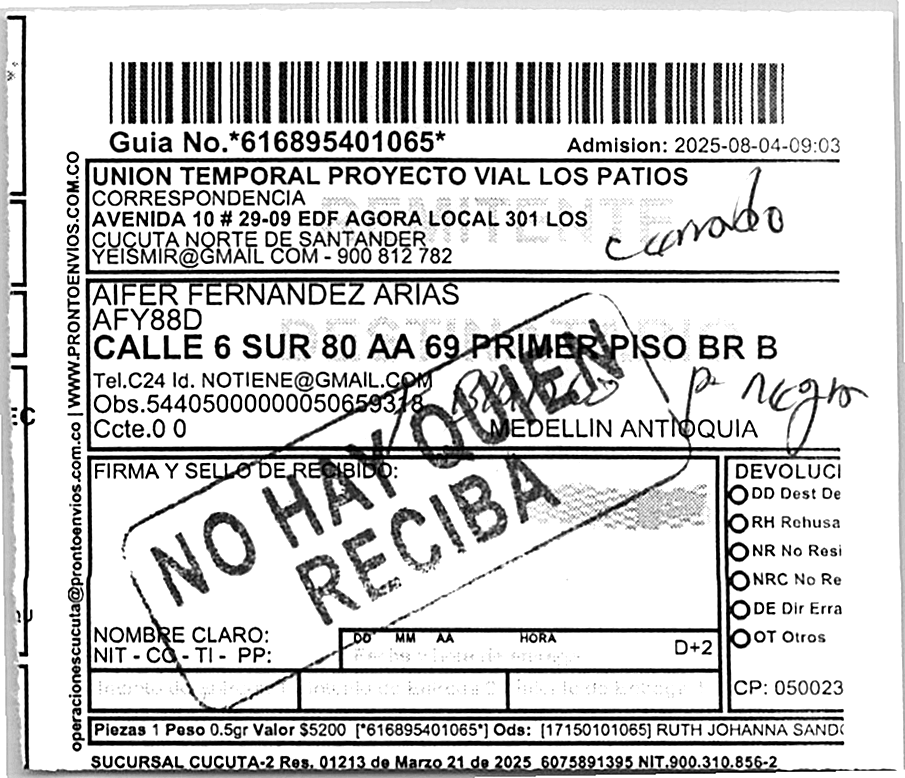 Guia No.*616895401065*
Admision: 2025-08-04-09:03
UNION TEMPORAL PROYECTO VIAL LOS PATIOS
CORRESPONDENCIA
AVENIDA 10 # 29-09 EDF AGORA LOCAL 301 LOS
CUCUTA NORTE DE SANTANDER
YEISMIR@GMAIL COM - 900 812 782
REMITENTE
cerrado
AIFER FERNANDEZ ARIAS
AFY88D
DESTINATARIO
CALLE 6 SUR 80 AA 69 PRIMER PISO BR B
Tel.C24 Id. NOTIENE@GMAIL.COM
Obs.54405000000050659318
p. negro
Ccte.0 0
MEDELLIN ANTIOQUIA
NO HAY QUIEN
RECIBA
FIRMA Y SELLO DE RECIBIDO:
NOMBRE CLARO:
NIT - CC - TI - PP:
DD MM AA HORA
D+2
DEVOLUCI
DD Dest De
RH Rehusa
NR No Resi
NRC No Re
DE Dir Erra
OT Otros
CP: 050023
Piezas 1 Peso 0.5gr Valor $5200 [*616895401065*] Ods: [17150101065] RUTH JOHANNA SANDO
SUCURSAL CUCUTA-2 Res. 01213 de Marzo 21 de 2025 6075891395 NIT.900.310.856-2
operacionescucuta@prontoenvios.com.co | WWW.PRONTOENVIOS.COM.CO